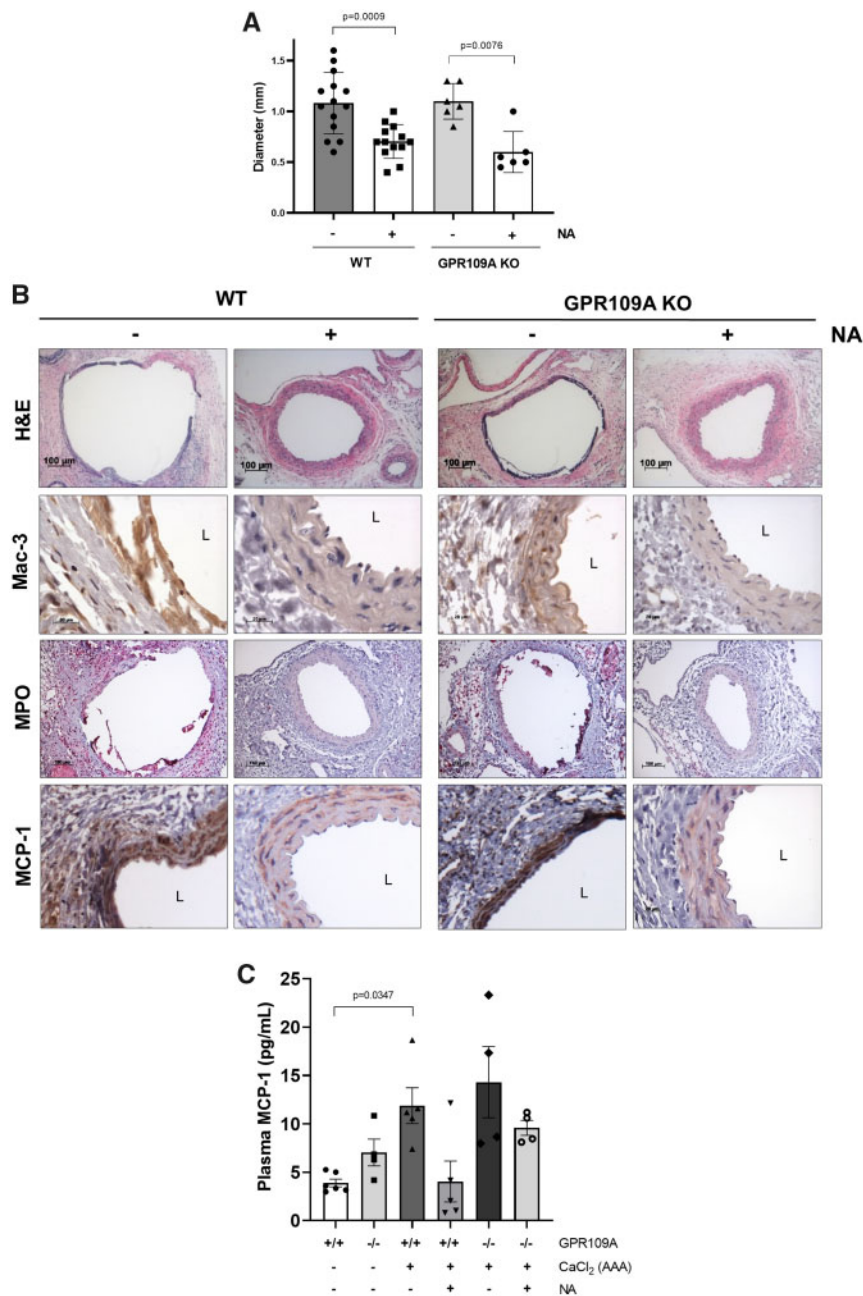 A
p=0.0009
p=0.0076
Diameter (mm)
1.5
1.0
0.5
0.0
- + - + NA
WT GPR109A KO
B
WT GPR109A KO
- + - + NA
H&E
100 µm 100 µm 100 µm 100 µm
Mac-3
L L L L
MPO
MCP-1
L L L L
C
p=0.0347
Plasma MCP-1 (pg/mL)
25
20
15
10
5
0
+/+ -/- +/+ +/+ -/- -/- GPR109A
- - + + + + CaCl₂ (AAA)
+ + NA